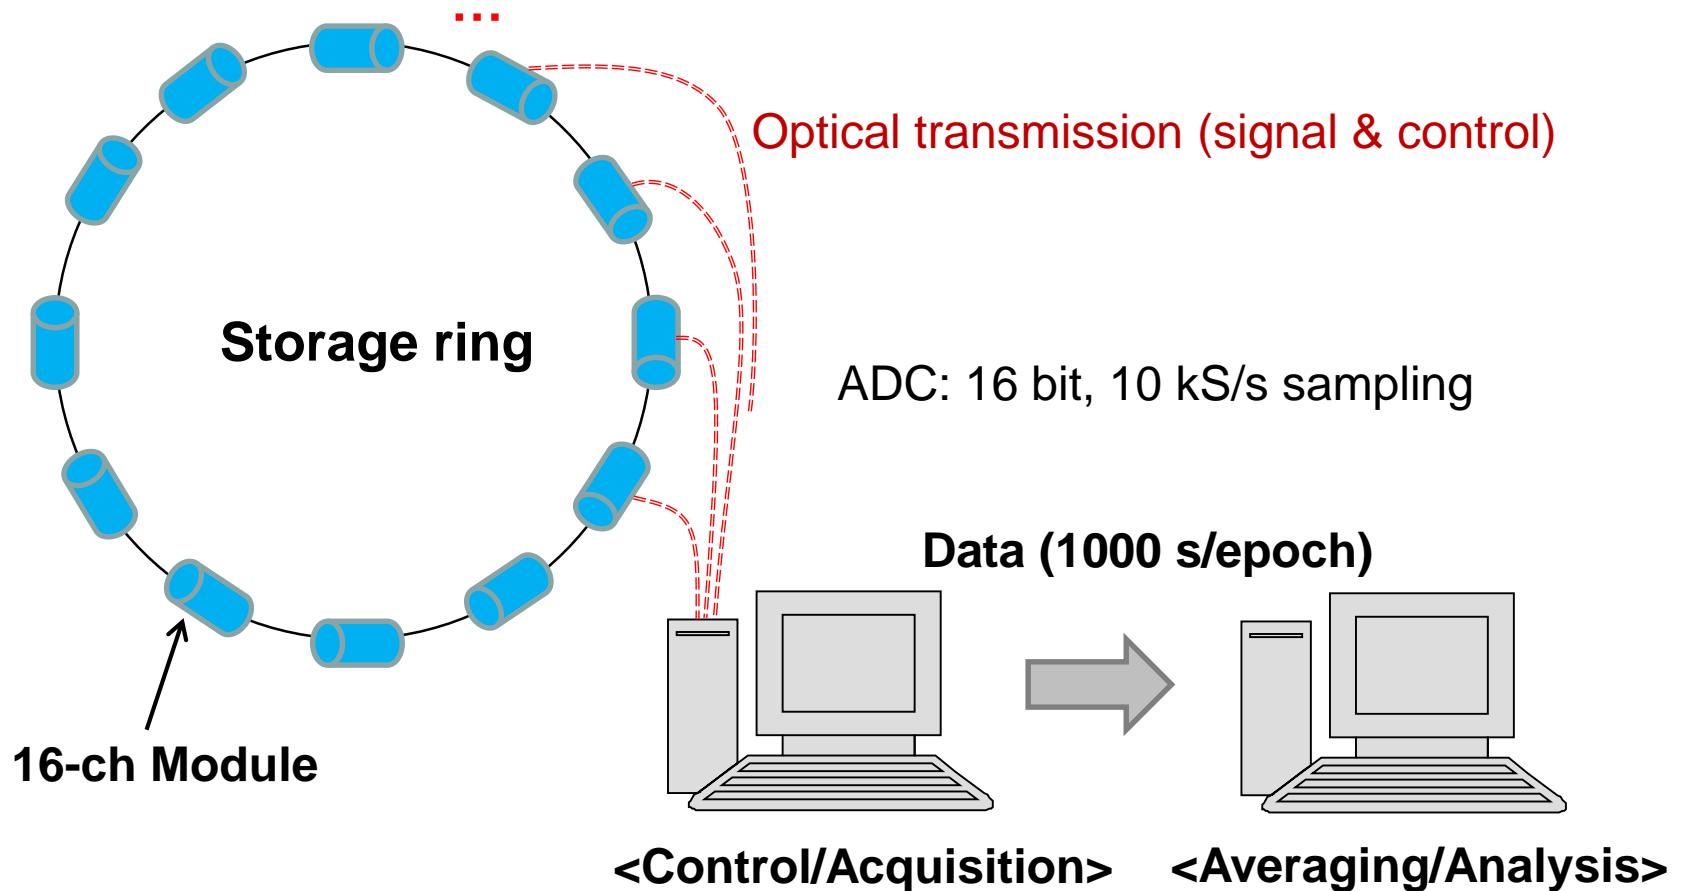 ...
Optical transmission (signal & control)
Storage ring
ADC: 16 bit, 10 kS/s sampling
Data (1000 s/epoch)
16-ch Module
<Control/Acquisition>
<Averaging/Analysis>